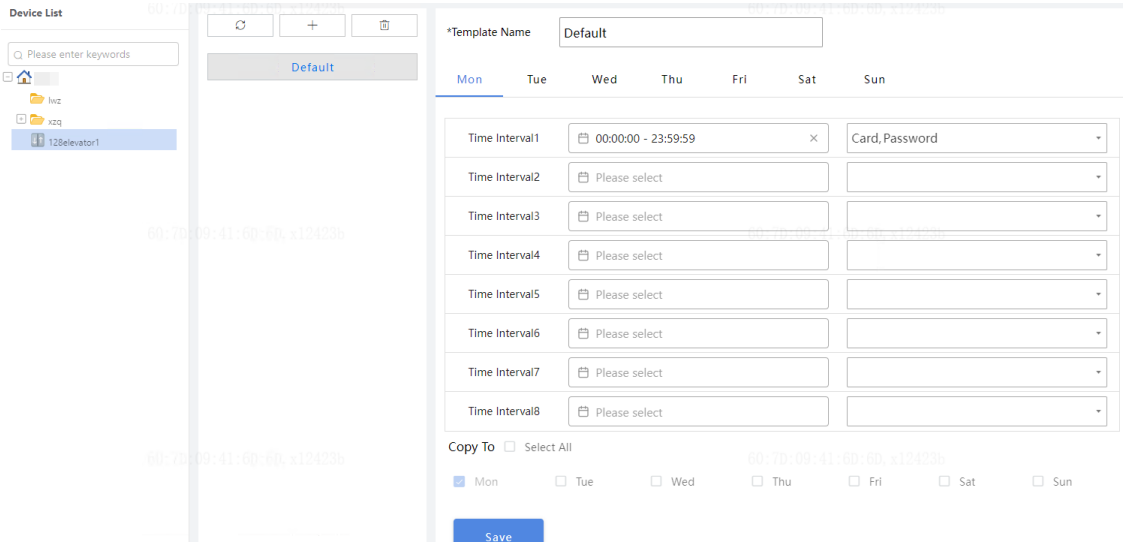 Device List
Please enter keywords
lwz
xzq
128elevator1
Default
*Template Name
Default
Mon Tue Wed Thu Fri Sat Sun
Time Interval1 00:00:00 - 23:59:59 Card, Password
Time Interval2 Please select
Time Interval3 Please select
Time Interval4 Please select
Time Interval5 Please select
Time Interval6 Please select
Time Interval7 Please select
Time Interval8 Please select
Copy To Select All
Mon Tue Wed Thu Fri Sat Sun
Save